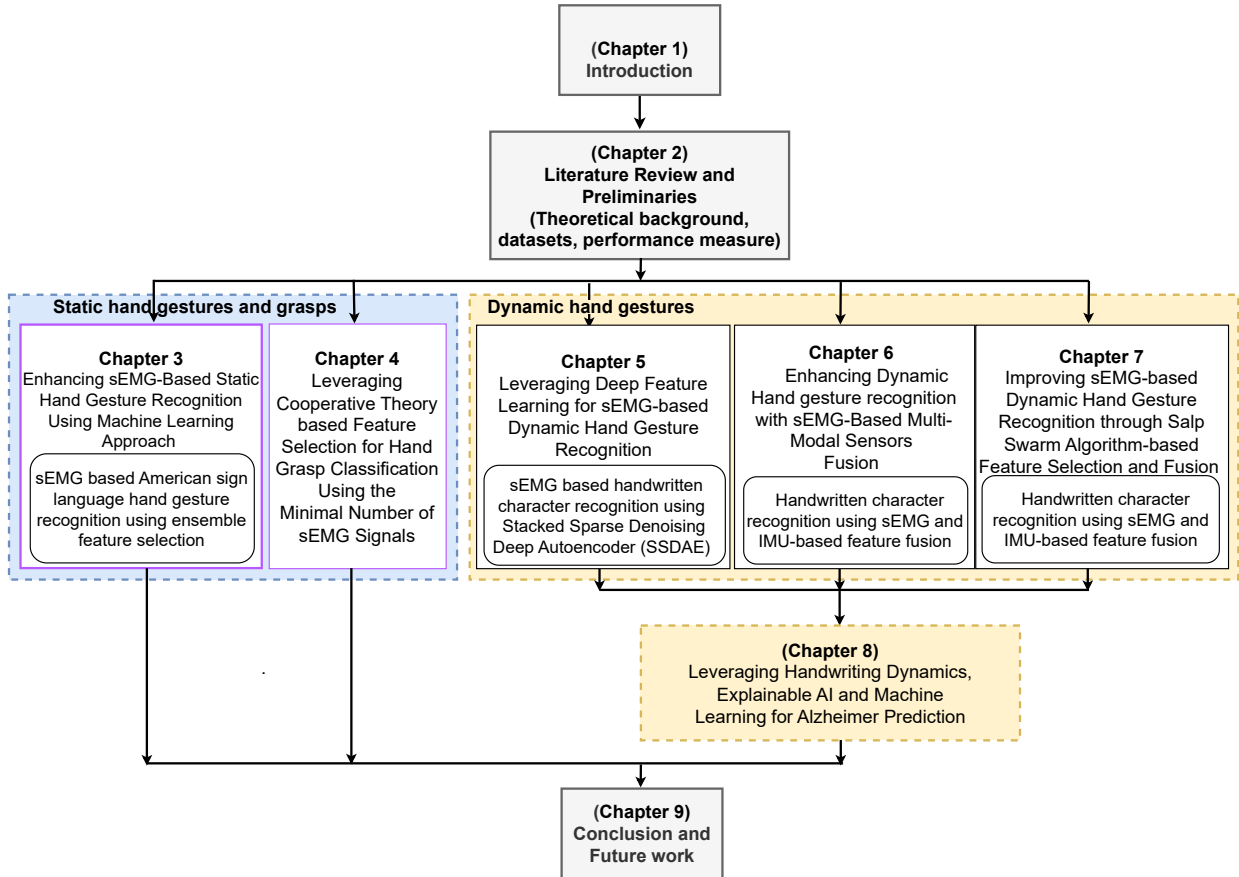 (Chapter 1)
Introduction
(Chapter 2)
Literature Review and
Preliminaries
(Theoretical background,
datasets, performance measure)
Static hand gestures and grasps
Chapter 3
Enhancing sEMG-Based Static
Hand Gesture Recognition
Using Machine Learning
Approach
sEMG based American sign
language hand gesture
recognition using ensemble
feature selection
Chapter 4
Leveraging
Cooperative Theory
based Feature
Selection for Hand
Grasp Classification
Using the
Minimal Number of
sEMG Signals
Dynamic hand gestures
Chapter 5
Leveraging Deep Feature
Learning for sEMG-based
Dynamic Hand Gesture
Recognition
sEMG based handwritten
character recognition using
Stacked Sparse Denoising
Deep Autoencoder (SSDAE)
Chapter 6
Enhancing Dynamic
Hand gesture recognition
with sEMG-Based Multi-
Modal Sensors
Fusion
Handwritten character
recognition using sEMG and
IMU-based feature fusion
Chapter 7
Improving sEMG-based
Dynamic Hand Gesture
Recognition through Salp
Swarm Algorithm-based
Feature Selection and Fusion
Handwritten character
recognition using sEMG and
IMU-based feature fusion
(Chapter 8)
Leveraging Handwriting Dynamics,
Explainable AI and Machine
Learning for Alzheimer Prediction
.
(Chapter 9)
Conclusion and
Future work